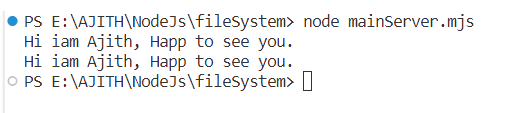 PS E:\AJITH\NodeJs\fileSystem> node mainServer.mjs
Hi iam Ajith, Happ to see you.
Hi iam Ajith, Happ to see you.
PS E:\AJITH\NodeJs\fileSystem>